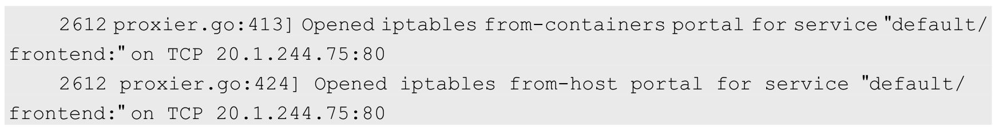 2612 proxier.go:413] Opened iptables from-containers portal for service "default/
frontend:" on TCP 20.1.244.75:80
2612 proxier.go:424] Opened iptables from-host portal for service "default/
frontend:" on TCP 20.1.244.75:80